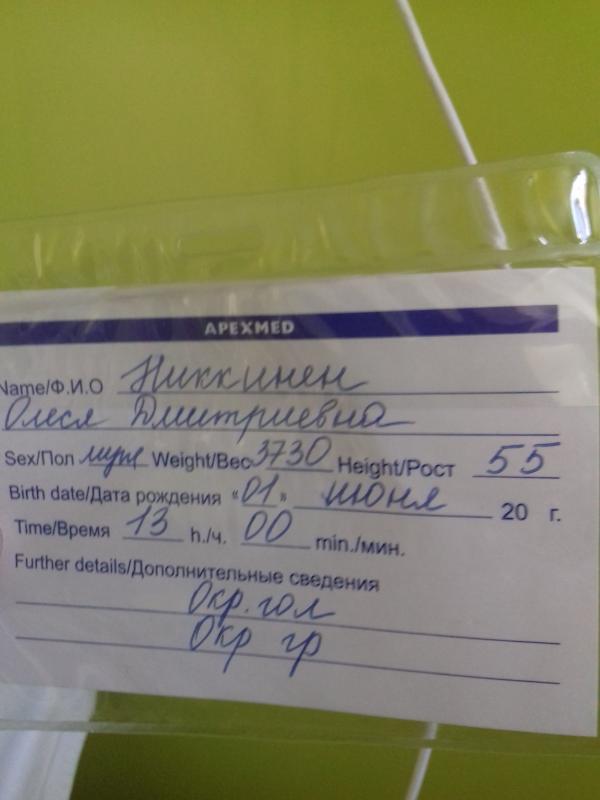 APEXMED
Name/Ф.И.О Никкинен
Олеся Дмитриевна
Sex/Пол муж Weight/Вес 3730 Height/Рост 55
Birth date/Дата рождения «01» июня 20 г.
Time/Время 13 h./ч. 00 min./мин.
Further details/Дополнительные сведения
Окр. гол
Окр гр